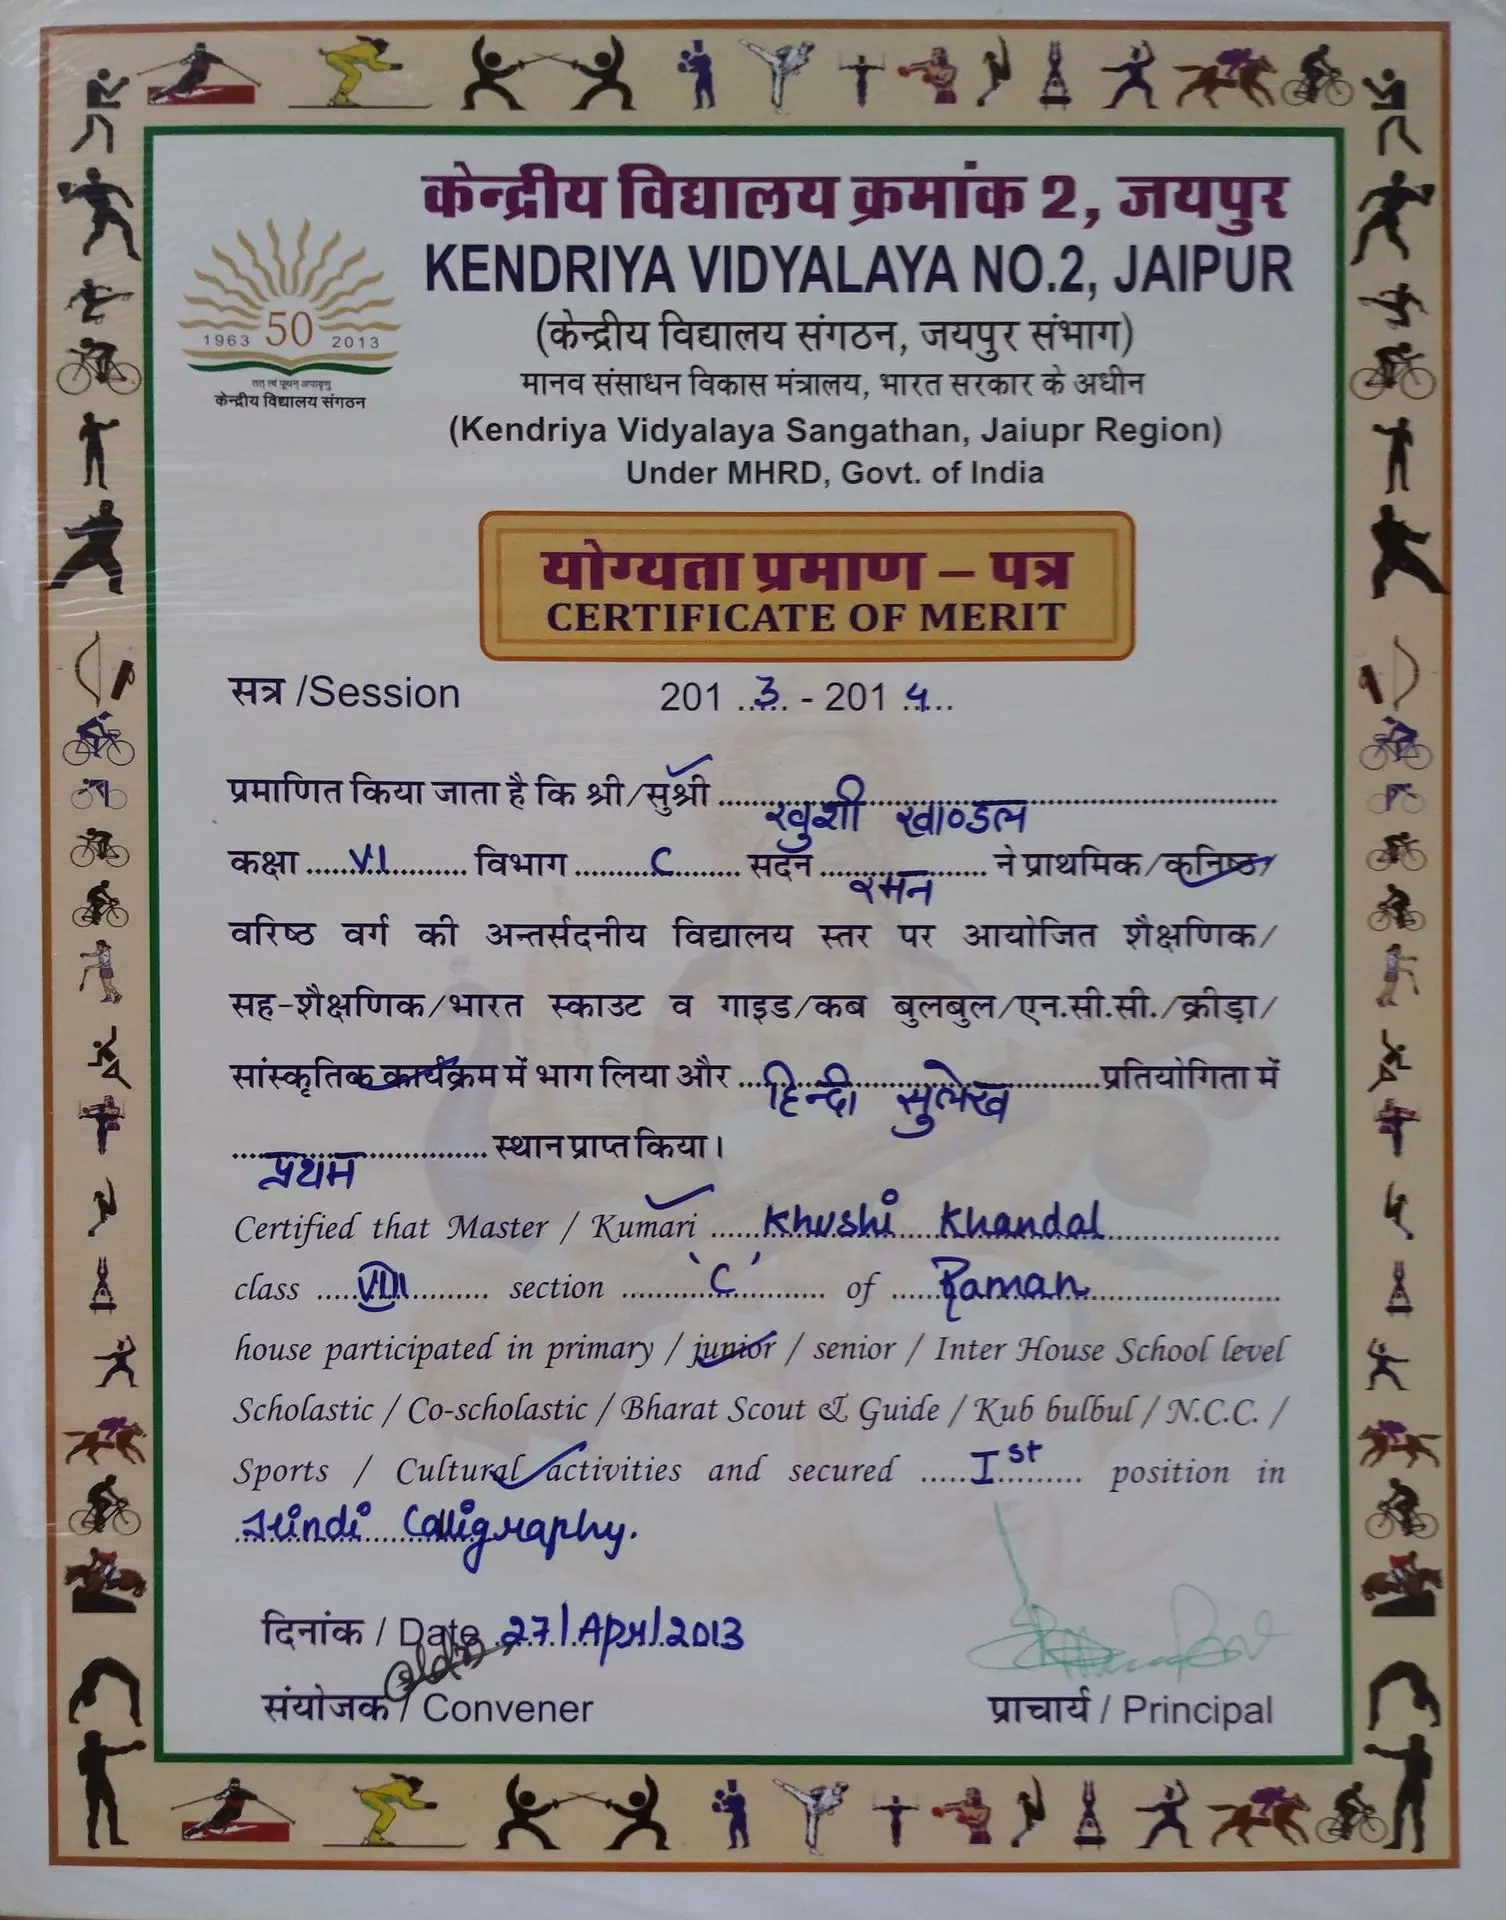 केन्द्रीय विद्यालय क्रमांक 2, जयपुर
KENDRIYA VIDYALAYA NO.2, JAIPUR
1963 50 2013
तत् त्वं पूषन् अपावृणु
केन्द्रीय विद्यालय संगठन
(केन्द्रीय विद्यालय संगठन, जयपुर संभाग)
मानव संसाधन विकास मंत्रालय, भारत सरकार के अधीन
(Kendriya Vidyalaya Sangathan, Jaiupr Region)
Under MHRD, Govt. of India
योग्यता प्रमाण – पत्र
CERTIFICATE OF MERIT
सत्र /Session 201 3 - 201 4
प्रमाणित किया जाता है कि श्री/सुश्री खुशी खाण्डल
कक्षा VI विभाग C सदन रमन ने प्राथमिक/कनिष्ठ/
वरिष्ठ वर्ग की अन्तर्सदनीय विद्यालय स्तर पर आयोजित शैक्षणिक/
सह-शैक्षणिक/भारत स्काउट व गाइड/कब बुलबुल/एन.सी.सी./क्रीड़ा/
सांस्कृतिक कार्यक्रम में भाग लिया और हिन्दी सुलेख प्रतियोगिता में
प्रथम स्थान प्राप्त किया।
Certified that Master / Kumari Khushi Khandal
class VIII section 'C' of Raman
house participated in primary / junior / senior / Inter House School level
Scholastic / Co-scholastic / Bharat Scout & Guide / Kub bulbul / N.C.C. /
Sports / Cultural activities and secured Ist position in
Hindi Calligraphy.
दिनांक / Date 27/April/2013
संयोजक / Convener
प्राचार्य / Principal